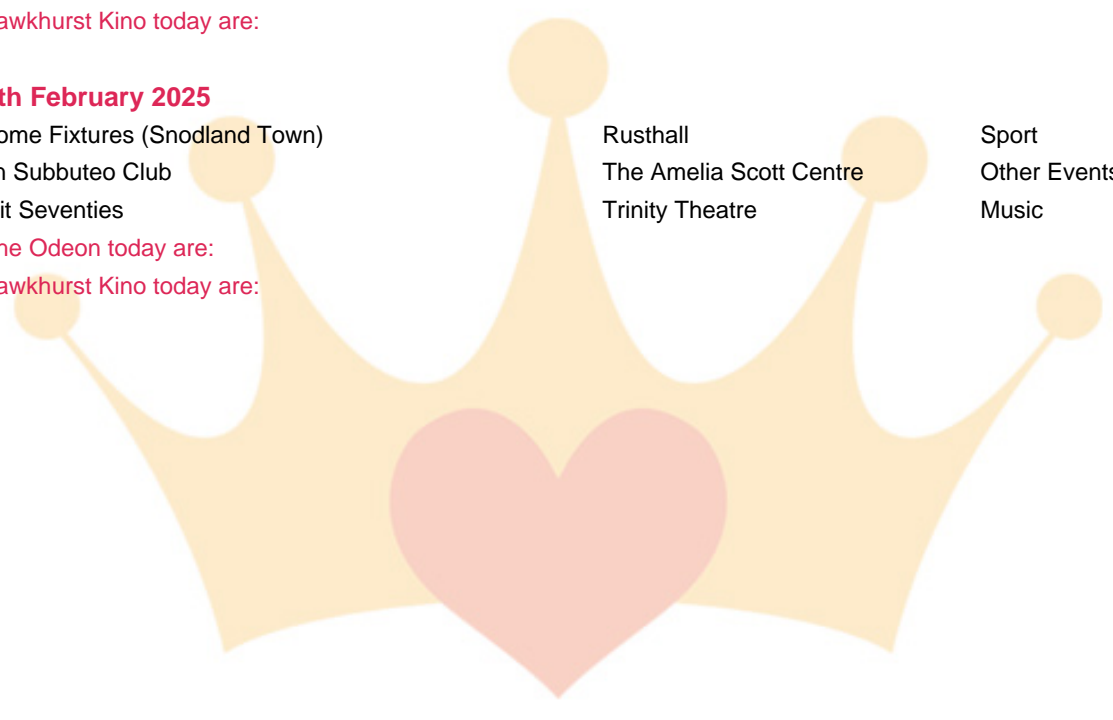 awkhurst Kino today are:
th February 2025
ome Fixtures (Snodland Town) Rusthall Sport
n Subbuteo Club The Amelia Scott Centre Other Events
it Seventies Trinity Theatre Music
ne Odeon today are:
awkhurst Kino today are: